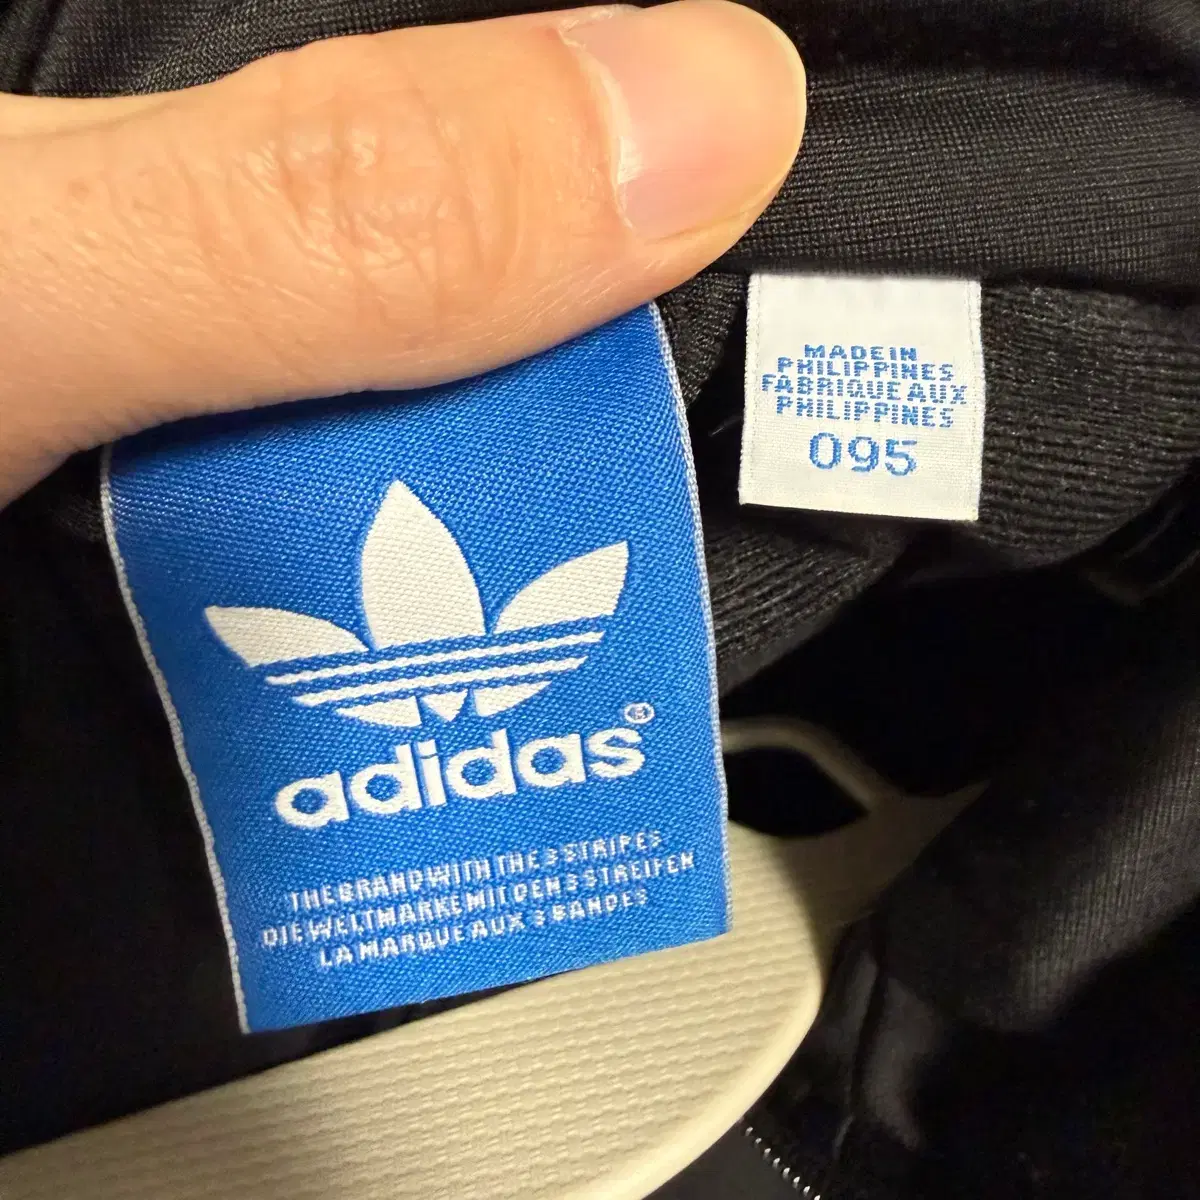 adidas®
THE BRAND WITH THE 3 STRIPES
DIE WELTMARKE MIT DEN 3 STREIFEN
LA MARQUE AUX 3 BANDES
MADE IN
PHILIPPINES
FABRIQUE AUX
PHILIPPINES
095